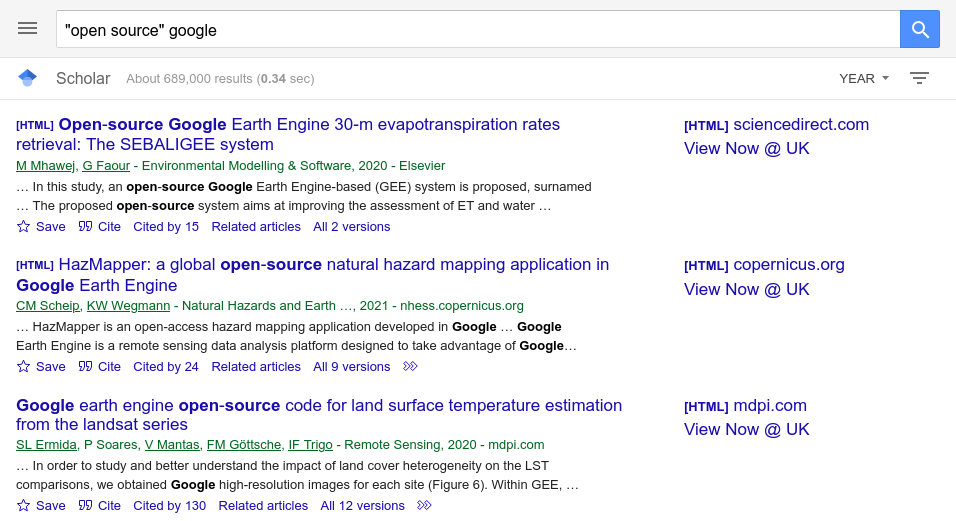 "open source" google
Scholar About 689,000 results (0.34 sec) YEAR
[HTML] Open-source Google Earth Engine 30-m evapotranspiration rates
retrieval: The SEBALIGEE system
M Mhawej, G Faour - Environmental Modelling & Software, 2020 - Elsevier
… In this study, an open-source Google Earth Engine-based (GEE) system is proposed, surnamed
… The proposed open-source system aims at improving the assessment of ET and water …
Save Cite Cited by 15 Related articles All 2 versions
[HTML] sciencedirect.com
View Now @ UK
[HTML] HazMapper: a global open-source natural hazard mapping application in
Google Earth Engine
CM Scheip, KW Wegmann - Natural Hazards and Earth …, 2021 - nhess.copernicus.org
… HazMapper is an open-access hazard mapping application developed in Google … Google
Earth Engine is a remote sensing data analysis platform designed to take advantage of Google…
Save Cite Cited by 24 Related articles All 9 versions
[HTML] copernicus.org
View Now @ UK
Google earth engine open-source code for land surface temperature estimation
from the landsat series
SL Ermida, P Soares, V Mantas, FM Göttsche, IF Trigo - Remote Sensing, 2020 - mdpi.com
… In order to study and better understand the impact of land cover heterogeneity on the LST
comparisons, we obtained Google high-resolution images for each site (Figure 6). Within GEE, …
Save Cite Cited by 130 Related articles All 12 versions
[HTML] mdpi.com
View Now @ UK